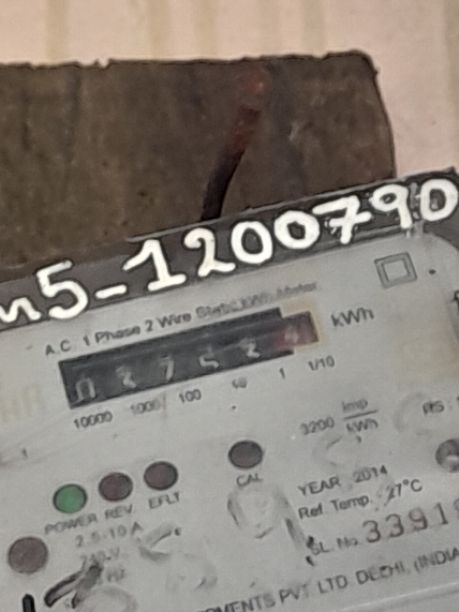 m5-1200790
A.C. 1 Phase 2 Wire Static kWh Meter
kWh
10000 1000 100 10 1 1/10
3200 Imp/kWh
CAL
POWER REV. EFLT
YEAR 2014
Ref. Temp. 27°C
2.5-10 A
240 V
Hz
SL. No. 3391
PVT. LTD. DELHI, (INDIA